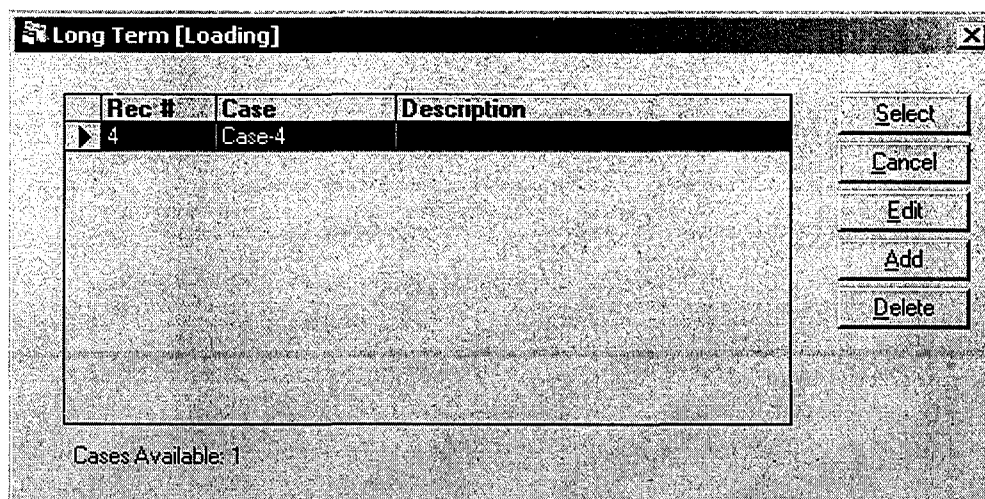 Long Term [Loading]
Rec # Case Description
4 Case-4
Select
Cancel
Edit
Add
Delete
Cases Available: 1